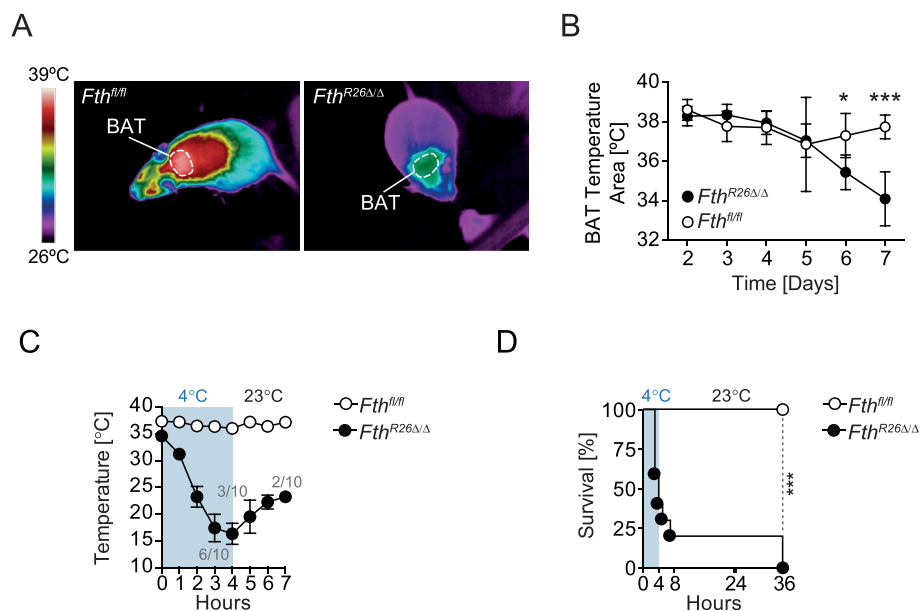 A
39ºC
26ºC
Fth^fl/fl
BAT
Fth^R26Δ/Δ
BAT
B
BAT Temperature
Area [ºC]
40
38
36
34
32
* ***
Fth^R26Δ/Δ
Fth^fl/fl
2 3 4 5 6 7
Time [Days]
C
4°C 23°C
Temperature [°C]
40
35
30
25
20
15
10
3/10
2/10
6/10
0 1 2 3 4 5 6 7
Hours
Fth^fl/fl
Fth^R26Δ/Δ
D
4°C 23°C
Survival [%]
100
75
50
25
0
***
0 4 8 24 36
Hours
Fth^fl/fl
Fth^R26Δ/Δ